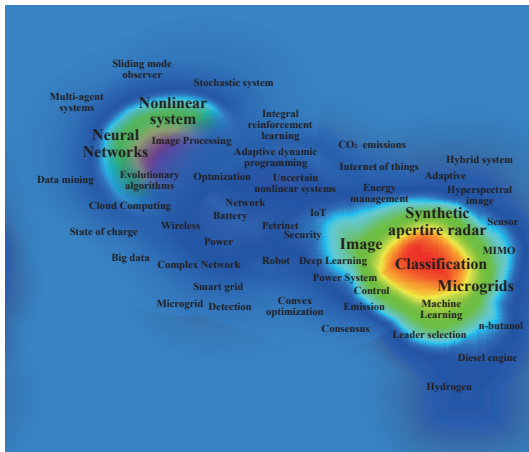 Sliding mode
observer
Stochastic system
Multi-agent
systems
Nonlinear
system
Integral
reinforcement
learning
Neural
Networks
Image Processing
CO₂ emissions
Adaptive dynamic
programming
Internet of things
Hybrid system
Adaptive
Data mining
Evolutionary
algorithms
Optmization
Uncertain
nonlinear systems
Energy
management
Hyperspectral
image
Cloud Computing
Network
Battery
IoT
Synthetic
apertire radar
Sensor
State of charge
Wireless
Petrinet
Security
Power
Image
MIMO
Big data
Complex Network
Robot
Deep Learning
Classification
Power System
Smart grid
Control
Microgrids
Microgrid
Detection
Convex
optimization
Emission
Machine
Learning
Consensus
Leader selection
n-butanol
Diesel engine
Hydrogen